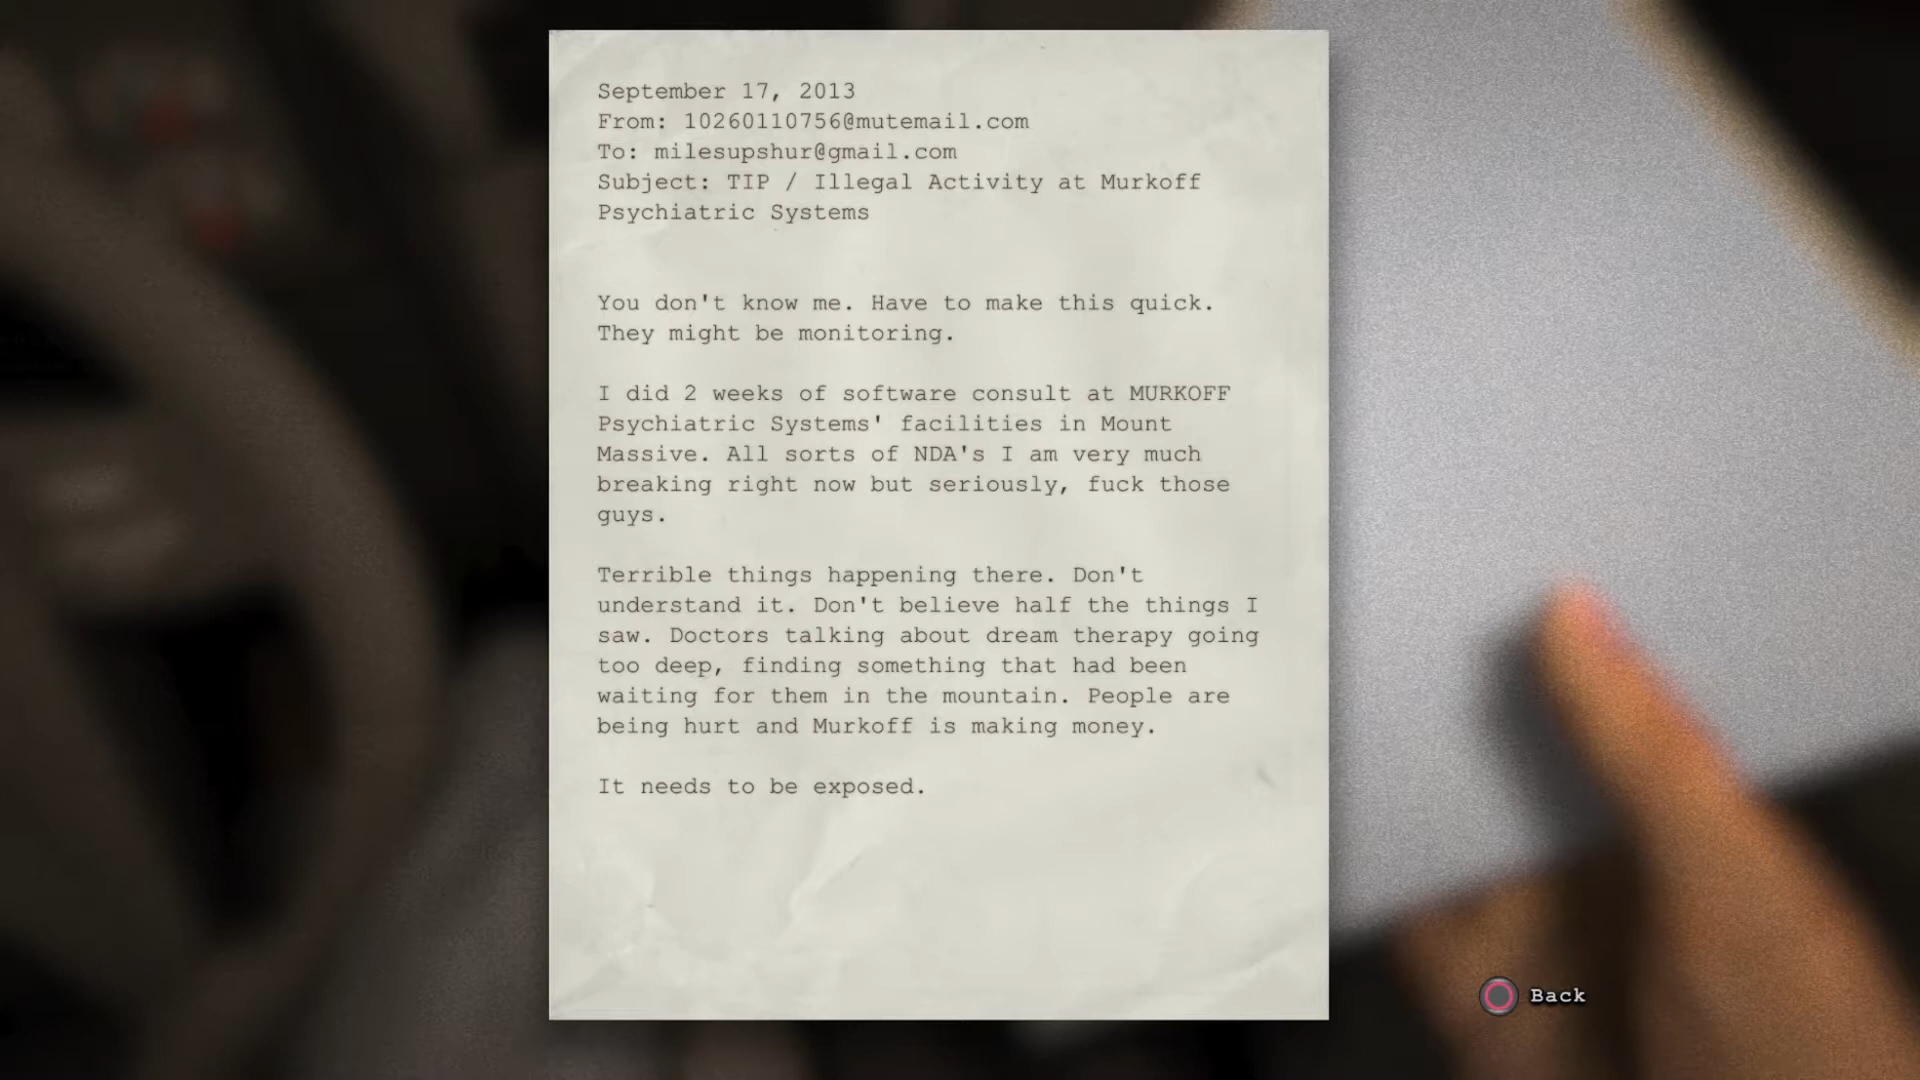 September 17, 2013
From: 10260110756@mutemail.com
To: milesupshur@gmail.com
Subject: TIP / Illegal Activity at Murkoff
Psychiatric Systems
You don't know me. Have to make this quick.
They might be monitoring.
I did 2 weeks of software consult at MURKOFF
Psychiatric Systems' facilities in Mount
Massive. All sorts of NDA's I am very much
breaking right now but seriously, fuck those
guys.
Terrible things happening there. Don't
understand it. Don't believe half the things I
saw. Doctors talking about dream therapy going
too deep, finding something that had been
waiting for them in the mountain. People are
being hurt and Murkoff is making money.
It needs to be exposed.
Back